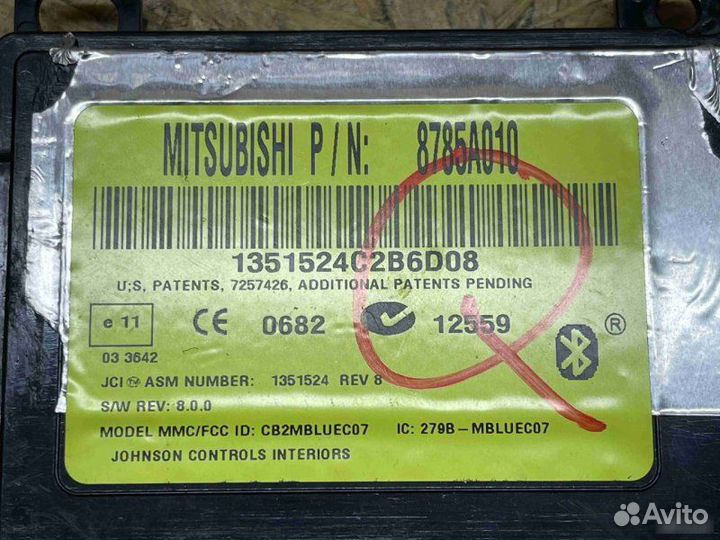 MITSUBISHI P/N: 8785A010
1351524C2B6D08
U;S, PATENTS, 7257426, ADDITIONAL PATENTS PENDING
e 11 CE 0682 12559 ®
03 3642
JCI ASM NUMBER: 1351524 REV 8
S/W REV: 8.0.0
MODEL MMC/FCC ID: CB2MBLUEC07 IC: 279B-MBLUEC07
JOHNSON CONTROLS INTERIORS
Avito